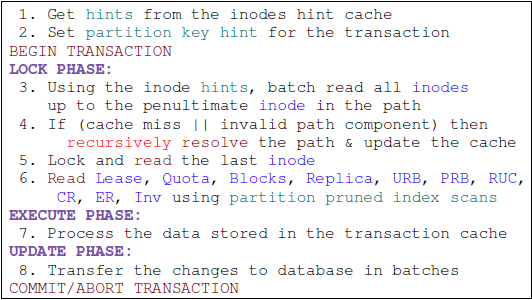 1. Get hints from the inodes hint cache
2. Set partition key hint for the transaction
BEGIN TRANSACTION
LOCK PHASE:
3. Using the inode hints, batch read all inodes
up to the penultimate inode in the path
4. If (cache miss || invalid path component) then
recursively resolve the path & update the cache
5. Lock and read the last inode
6. Read Lease, Quota, Blocks, Replica, URB, PRB, RUC,
CR, ER, Inv using partition pruned index scans
EXECUTE PHASE:
7. Process the data stored in the transaction cache
UPDATE PHASE:
8. Transfer the changes to database in batches
COMMIT/ABORT TRANSACTION